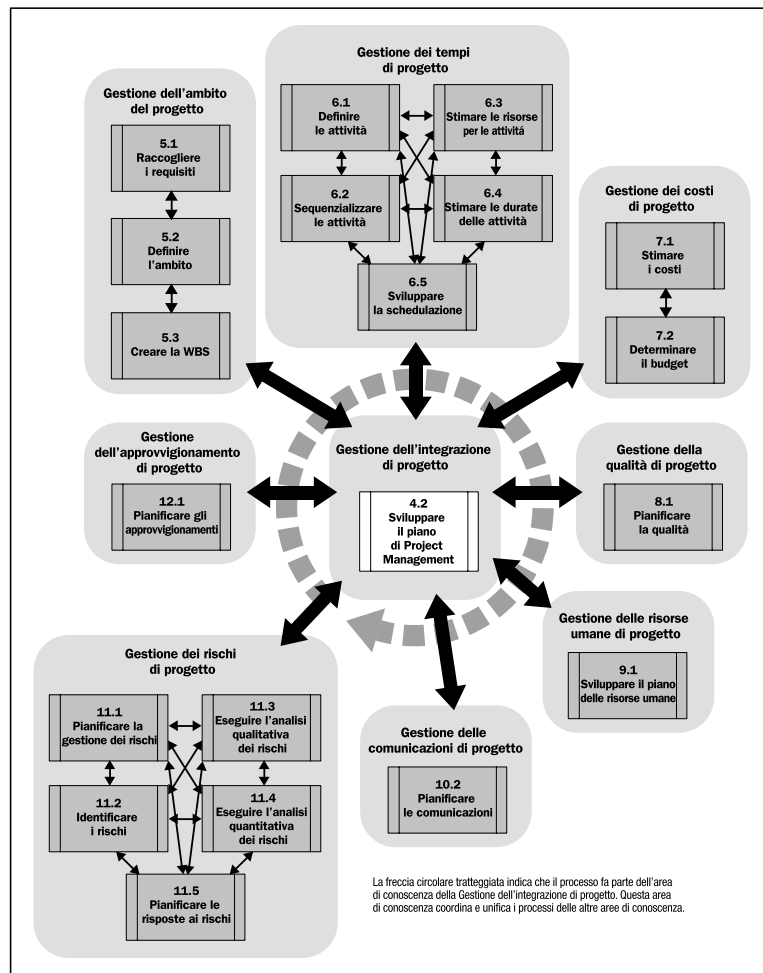 Gestione dei tempi
di progetto
6.1
Definire
le attività
6.3
Stimare le risorse
per le attivitá
6.2
Sequenzializzare
le attività
6.4
Stimare le durate
delle attività
6.5
Sviluppare
la schedulazione
Gestione dell'ambito
del progetto
5.1
Raccogliere
i requisiti
5.2
Definire
l'ambito
5.3
Creare la WBS
Gestione dei costi
di progetto
7.1
Stimare
i costi
7.2
Determinare
il budget
Gestione
dell'approvvigionamento
di progetto
12.1
Pianificare gli
approvvigionamenti
Gestione dell'integrazione
di progetto
4.2
Sviluppare
il piano
di Project
Management
Gestione della
qualità di progetto
8.1
Pianificare
la qualità
Gestione delle risorse
umane di progetto
9.1
Sviluppare il piano
delle risorse umane
Gestione dei rischi
di progetto
11.1
Pianificare la
gestione dei rischi
11.3
Eseguire l'analisi
qualitativa
dei rischi
11.2
Identificare
i rischi
11.4
Eseguire l'analisi
quantitativa
dei rischi
11.5
Pianificare le
risposte ai rischi
Gestione delle
comunicazioni di progetto
10.2
Pianificare
le comunicazioni
La freccia circolare tratteggiata indica che il processo fa parte dell'area
di conoscenza della Gestione dell'integrazione di progetto. Questa area
di conoscenza coordina e unifica i processi delle altre aree di conoscenza.